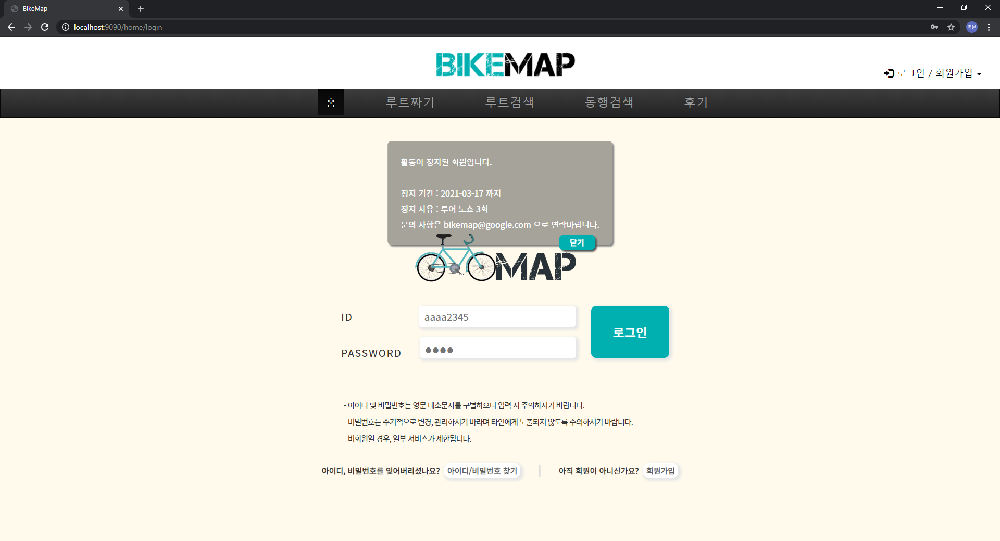 BikeMap
localhost:9090/home/login
벽문
BIKEMAP
로그인 / 회원가입
홈 루트짜기 루트검색 동행검색 후기
활동이 정지된 회원입니다.
정지 기간 : 2021-03-17 까지
정지 사유 : 투어 노쇼 3회
문의 사항은 bikemap@google.com 으로 연락바랍니다.
닫기
MAP
ID
aaaa2345
로그인
PASSWORD
- 아이디 및 비밀번호는 영문 대소문자를 구별하오니 입력 시 주의하시기 바랍니다.
- 비밀번호는 주기적으로 변경, 관리하시기 바라며 타인에게 노출되지 않도록 주의하시기 바랍니다.
- 비회원일 경우, 일부 서비스가 제한됩니다.
아이디, 비밀번호를 잊어버리셨나요? 아이디/비밀번호 찾기 | 아직 회원이 아니신가요? 회원가입